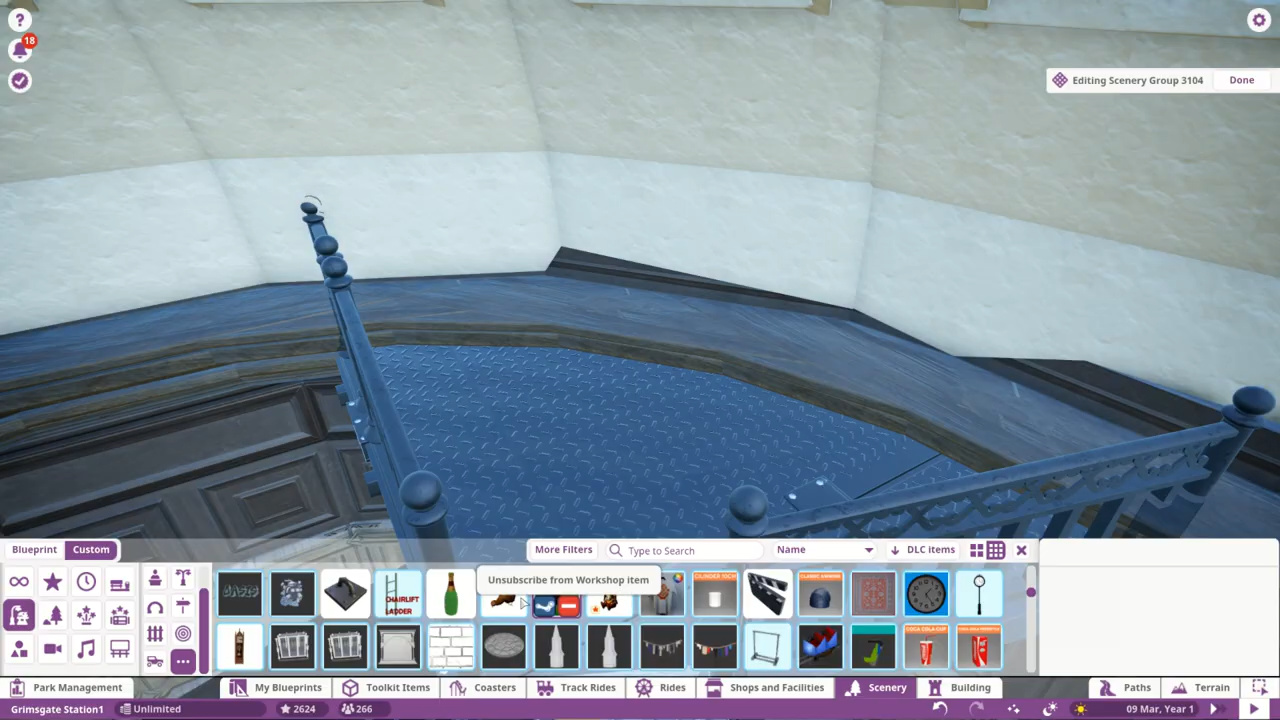 ?
18
Editing Scenery Group 3104
Done
Blueprint
Custom
More Filters
Type to Search
Name
DLC items
Unsubscribe from Workshop item
OASIS
CHAIRLIFT
LADDER
COCA COLA CUP
Park Management
My Blueprints
Toolkit Items
Coasters
Track Rides
Rides
Shops and Facilities
Scenery
Building
Paths
Terrain
Grimsgate Station1
Unlimited
2624
266
09 Mar, Year 1